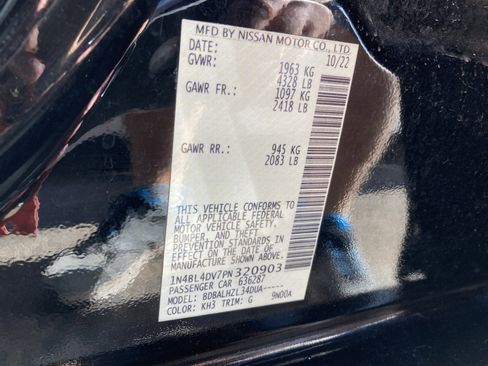 MFD BY NISSAN MOTOR CO., LTD.
DATE: 10/22
GVWR: 1963 KG
4328 LB
GAWR FR.: 1097 KG
2418 LB
GAWR RR.: 945 KG
2083 LB
THIS VEHICLE CONFORMS TO
ALL APPLICABLE FEDERAL
MOTOR VEHICLE SAFETY,
BUMPER, AND THEFT
PREVENTION STANDARDS
IN EFFECT ON THE DATE OF
MANUFACTURE SHOWN ABOVE.
1N4BL4DV7PN320903
PASSENGER CAR 636287
MODEL: BDBALHZL34DUA-----
COLOR: KH3 TRIM: G 9N00A